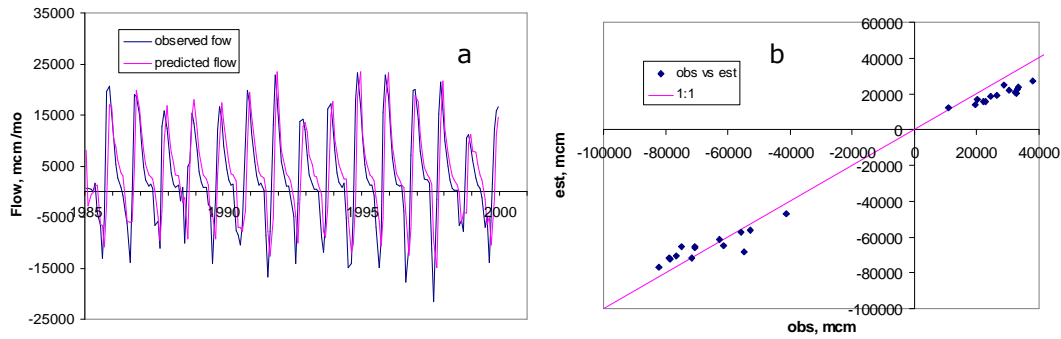 35000
25000
15000
5000
-5000
-15000
-25000
Flow, mcm/mo
observed fow
predicted flow
a
1985
1990
1995
2000
b
60000
40000
20000
0
-20000
-40000
-60000
-80000
-100000
est, mcm
obs vs est
1:1
-100000 -80000 -60000 -40000 -20000 0 20000 40000
obs, mcm